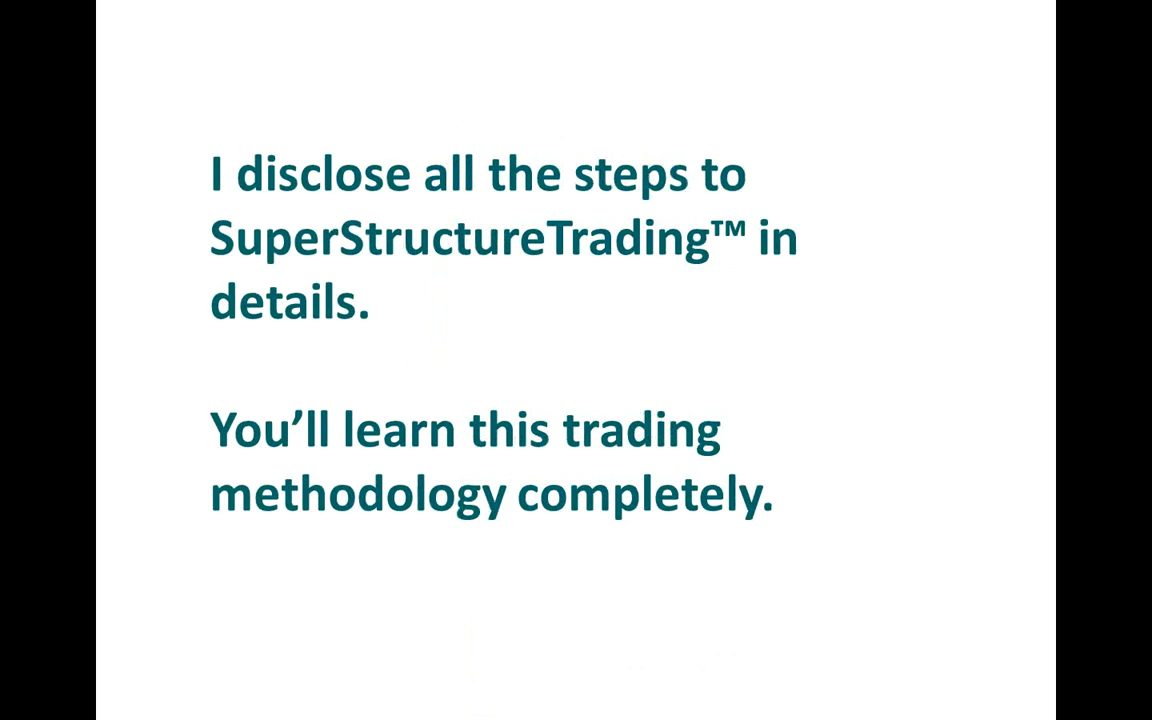 I disclose all the steps to
SuperStructureTrading™ in
details.
You’ll learn this trading
methodology completely.